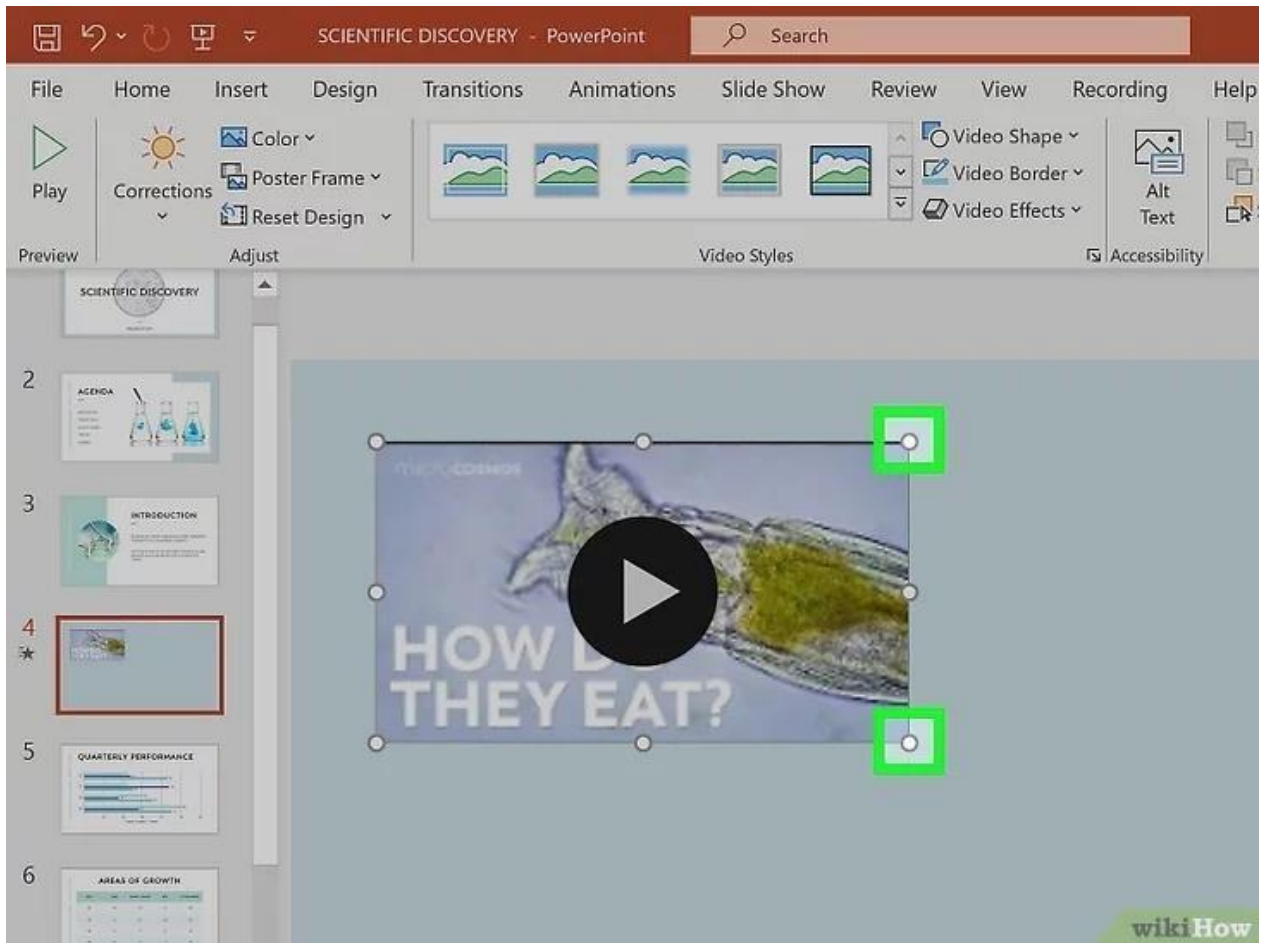 SCIENTIFIC DISCOVERY - PowerPoint
Search
File Home Insert Design Transitions Animations Slide Show Review View Recording Help
Play
Corrections
Color
Poster Frame
Reset Design
Video Shape
Video Border
Video Effects
Alt
Text
Preview
Adjust
Video Styles
Accessibility
SCIENTIFIC DISCOVERY
2
AGENDA
3
INTRODUCTION
4
5
QUARTERLY PERFORMANCE
6
AREAS OF GROWTH
microcosmos
HOW DO
THEY EAT?
wikiHow